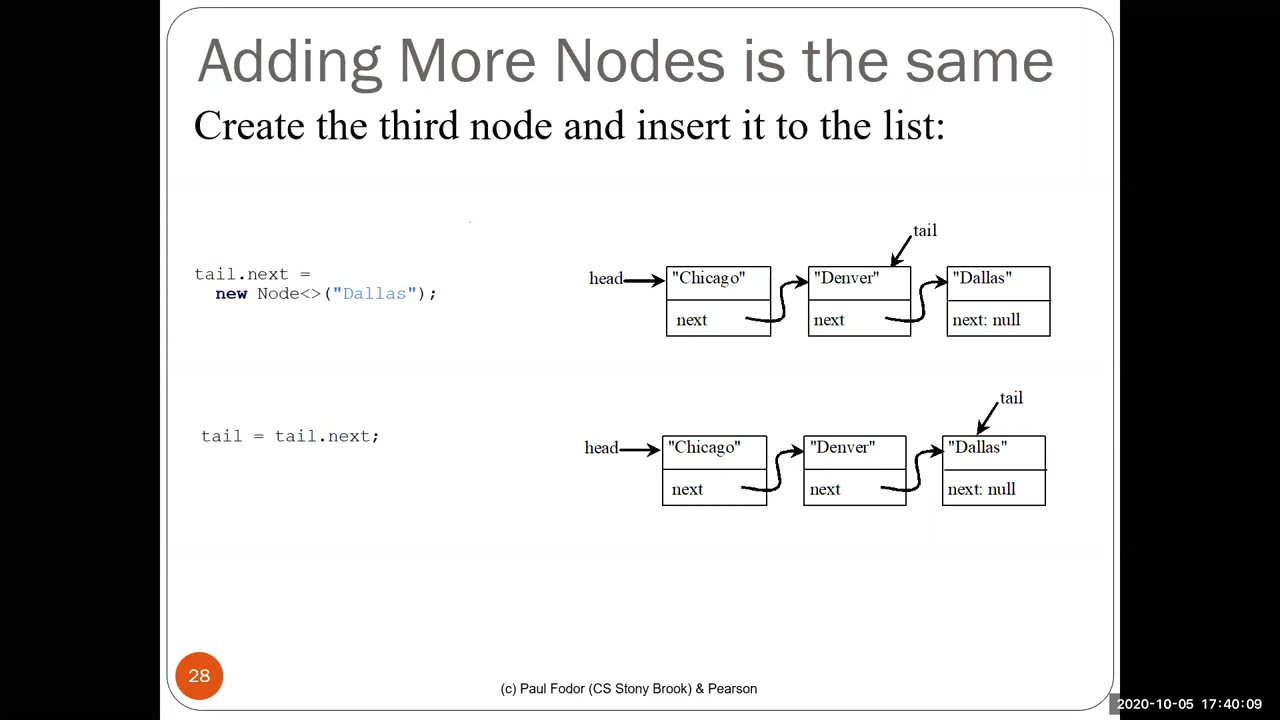 Adding More Nodes is the same
Create the third node and insert it to the list:
tail
tail.next =
new Node<>("Dallas");
head
"Chicago"
"Denver"
"Dallas"
next
next
next: null
tail
tail = tail.next;
head
"Chicago"
"Denver"
"Dallas"
next
next
next: null
28
(c) Paul Fodor (CS Stony Brook) & Pearson
2020-10-05 17:40:09